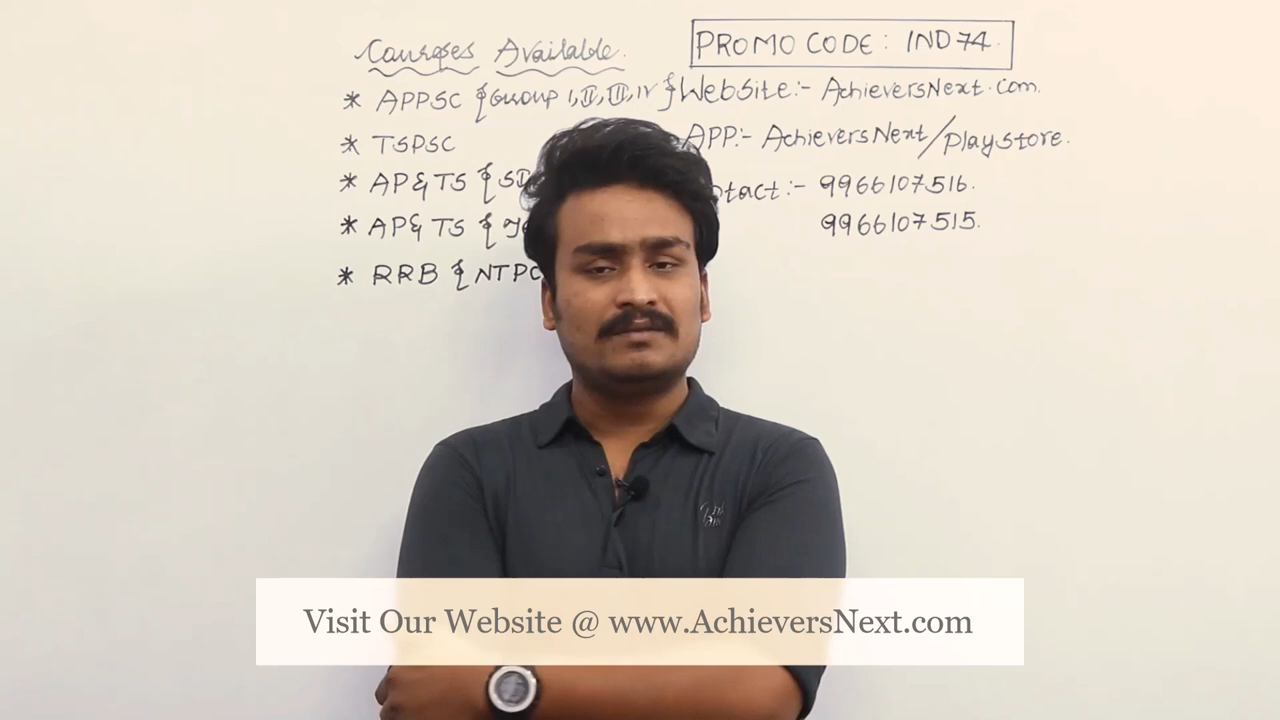 Courses Available.
PROMO CODE: IND74.
* APPSC {Group I, II, III, IV}
Website:- AchieversNext.com.
* TSPSC
APP:- AchieversNext/playstore.
* AP& TS {SI
tact:- 9966107516.
* AP& TS {
9966107515.
* RRB {NTPC
Visit Our Website @ www.AchieversNext.com